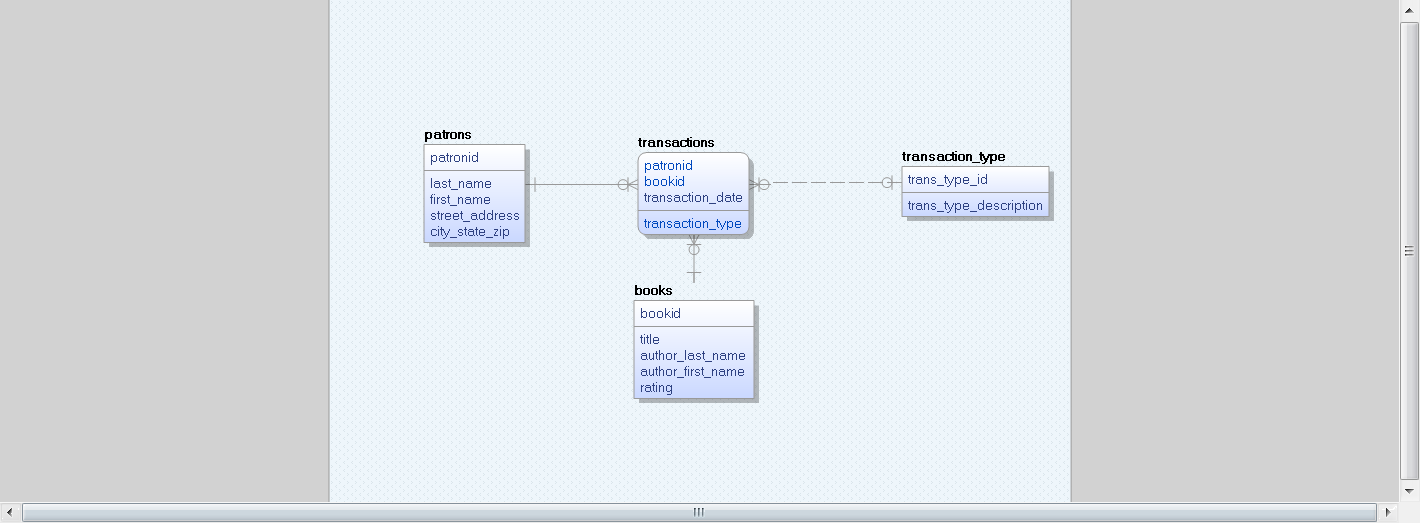 patrons
patronid
last_name
first_name
street_address
city_state_zip
transactions
patronid
bookid
transaction_date
transaction_type
transaction_type
trans_type_id
trans_type_description
books
bookid
title
author_last_name
author_first_name
rating